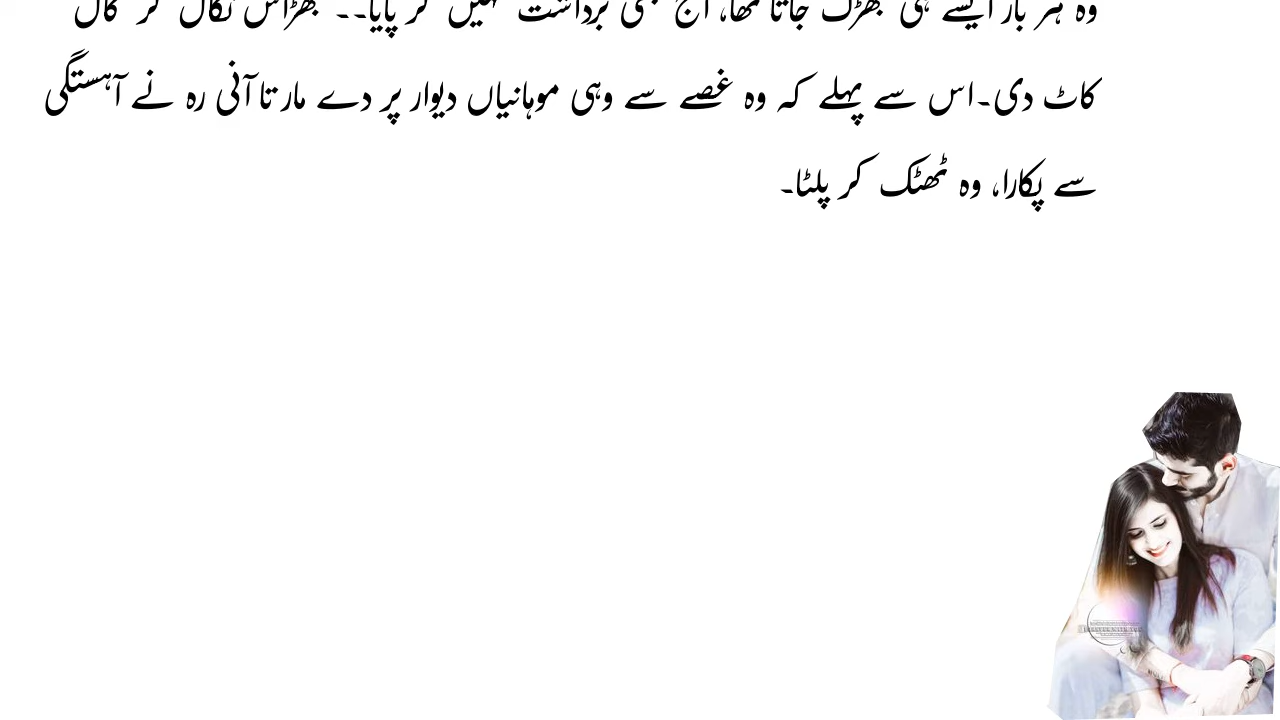 وہ ہر بار ایسے ہی بھڑک جاتا تھا، آج بھی برداشت نہیں کر پایا۔۔ بھڑاس نکال کر کال
کاٹ دی۔اس سے پہلے کہ وہ غصے سے وہی موہانیاں دیوار پر دے مارتا آنی رہ نے آہستگی
سے پکارا، وہ ٹھٹک کر پلٹا۔